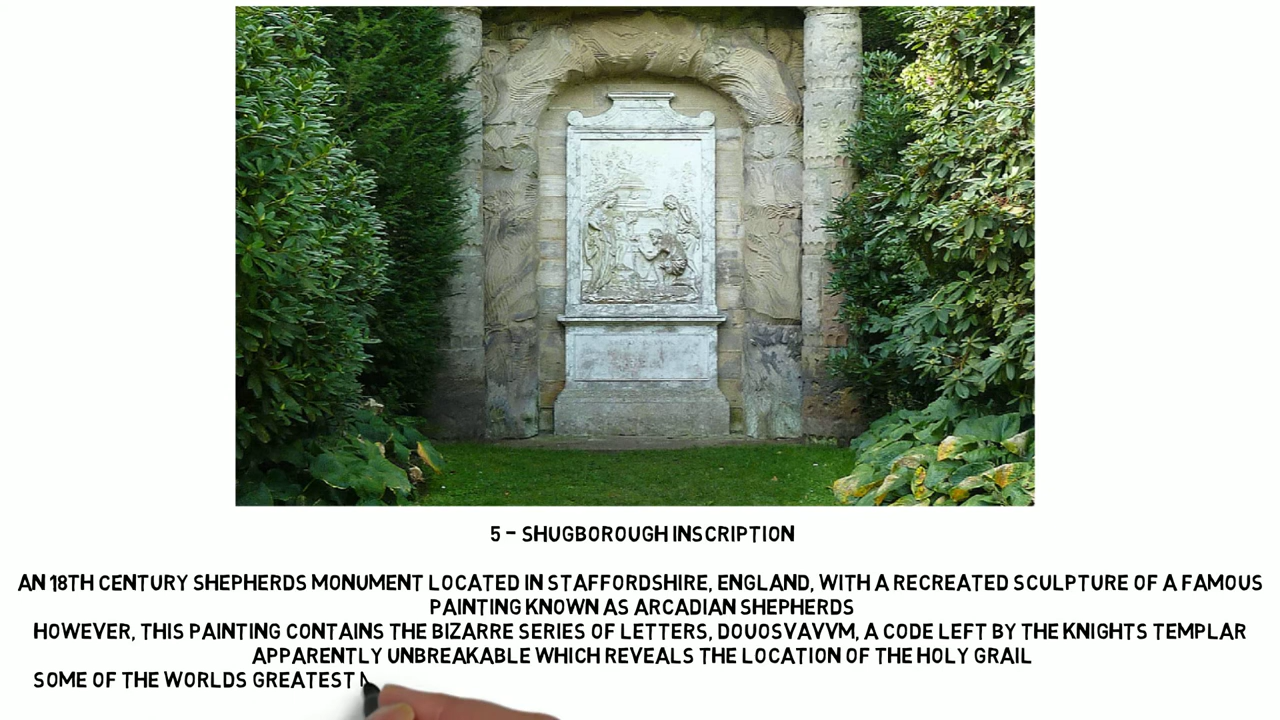 5 - SHUGBOROUGH INSCRIPTION
AN 18TH CENTURY SHEPHERDS MONUMENT LOCATED IN STAFFORDSHIRE, ENGLAND, WITH A RECREATED SCULPTURE OF A FAMOUS
PAINTING KNOWN AS ARCADIAN SHEPHERDS
HOWEVER, THIS PAINTING CONTAINS THE BIZARRE SERIES OF LETTERS, DOUOSVAVVM, A CODE LEFT BY THE KNIGHTS TEMPLAR
APPARENTLY UNBREAKABLE WHICH REVEALS THE LOCATION OF THE HOLY GRAIL
SOME OF THE WORLDS GREATEST